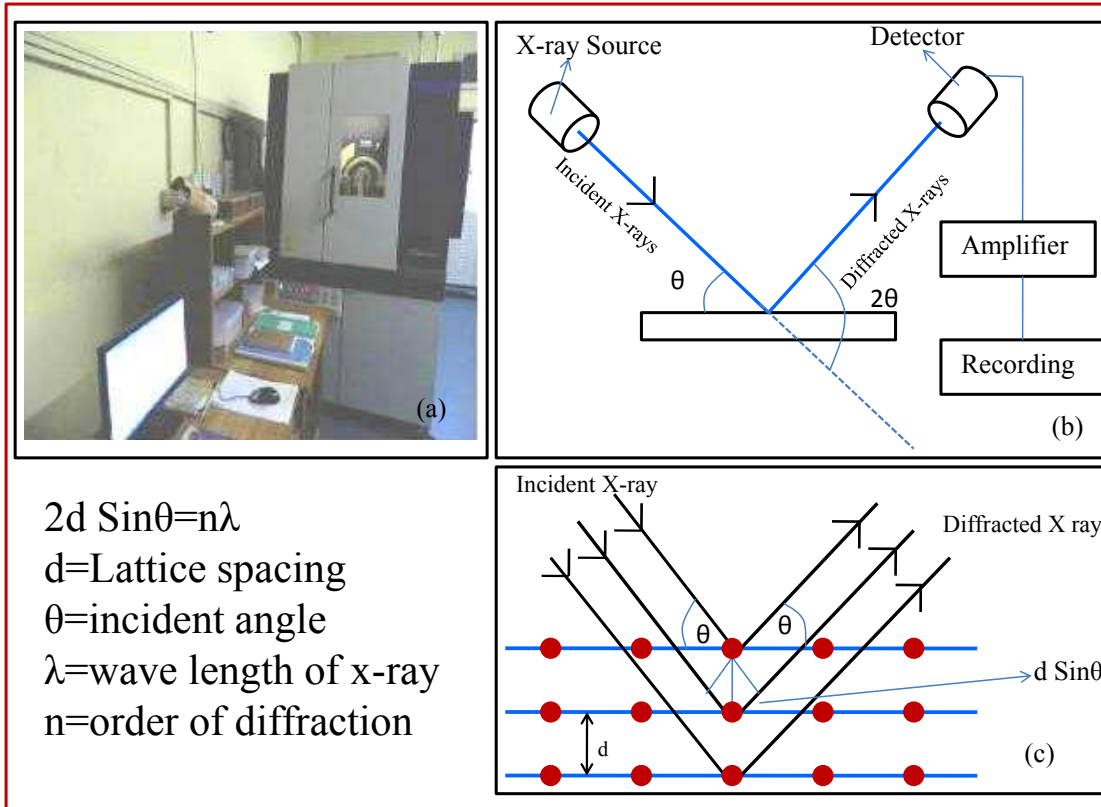 (a)
X-ray Source
Detector
Incident X-rays
Diffracted X-rays
θ
2θ
Amplifier
Recording
(b)
2d Sinθ=nλ
d=Lattice spacing
θ=incident angle
λ=wave length of x-ray
n=order of diffraction
Incident X-ray
Diffracted X ray
θ
θ
d Sinθ
d
(c)